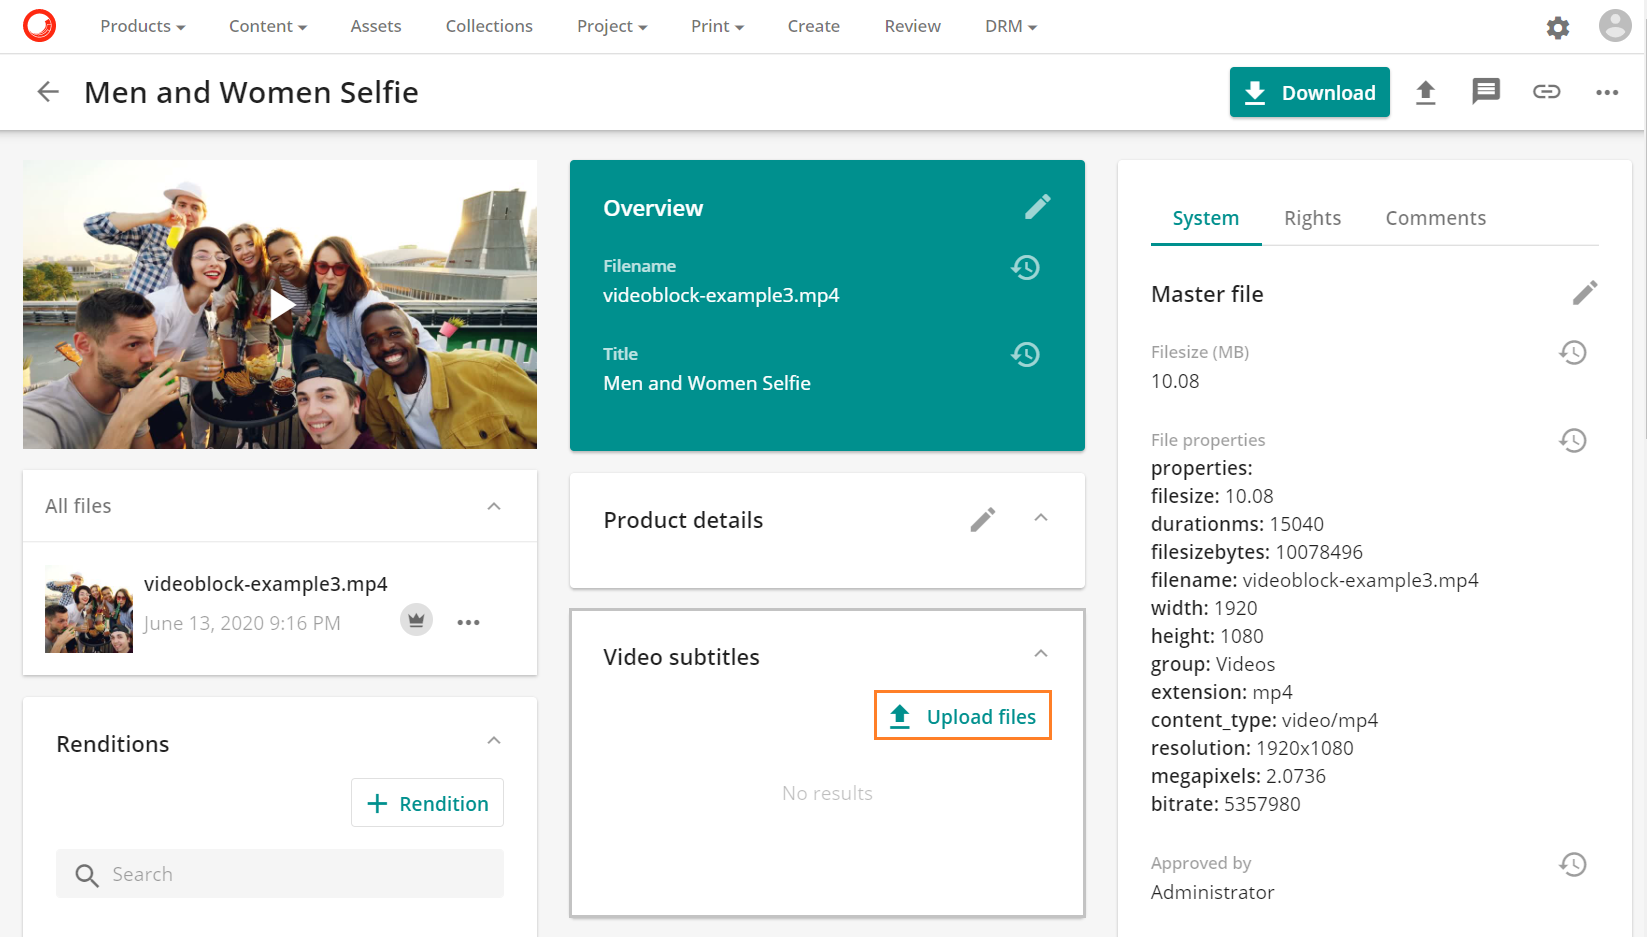 Products
Content
Assets
Collections
Project
Print
Create
Review
DRM
Men and Women Selfie
Download
Overview
Filename
videoblock-example3.mp4
Title
Men and Women Selfie
All files
videoblock-example3.mp4
June 13, 2020 9:16 PM
Renditions
Rendition
Search
Product details
Video subtitles
Upload files
No results
System
Rights
Comments
Master file
Filesize (MB)
10.08
File properties
properties:
filesize: 10.08
durationms: 15040
filesizebytes: 10078496
filename: videoblock-example3.mp4
width: 1920
height: 1080
group: Videos
extension: mp4
content_type: video/mp4
resolution: 1920x1080
megapixels: 2.0736
bitrate: 5357980
Approved by
Administrator